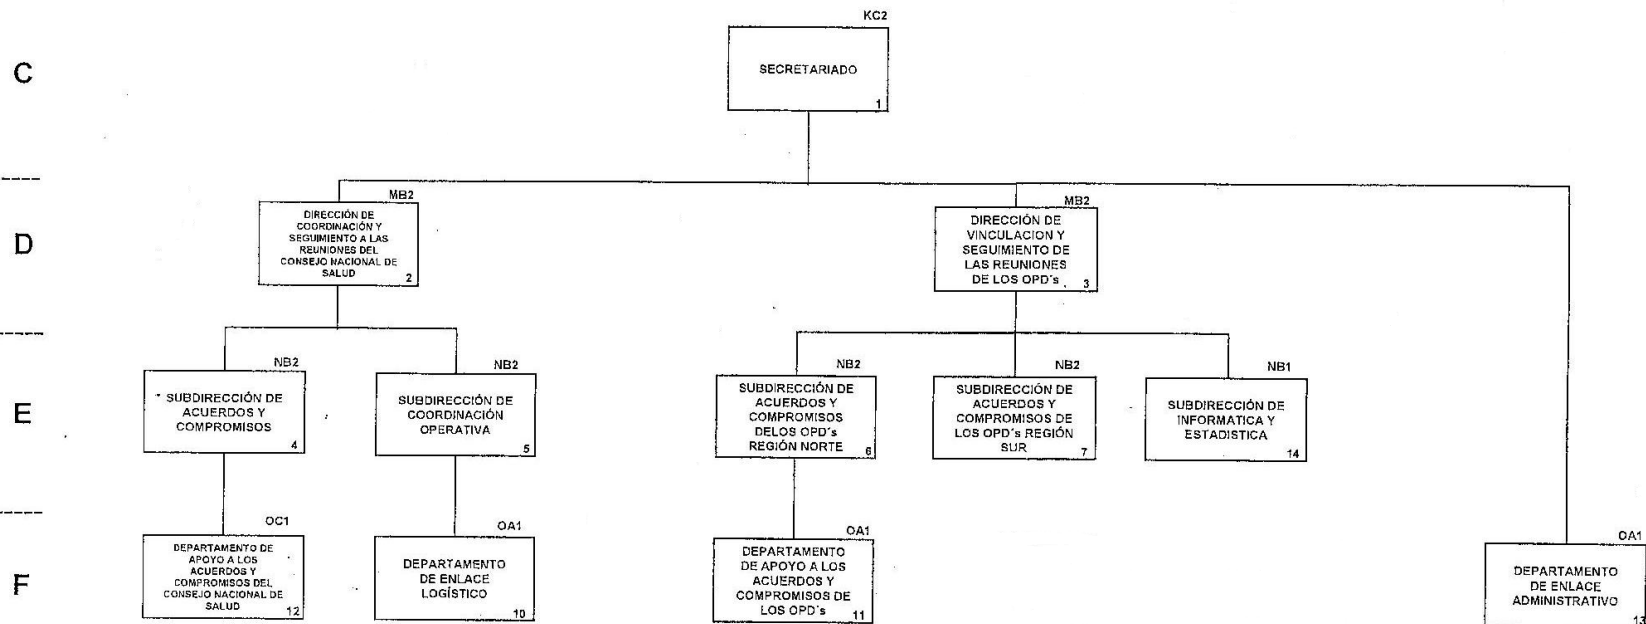 KC2
C
SECRETARIADO
1
MB2
D
DIRECCIÓN DE
COORDINACIÓN Y
SEGUIMIENTO A LAS
REUNIONES DEL
CONSEJO NACIONAL DE
SALUD
2
MB2
DIRECCIÓN DE
VINCULACION Y
SEGUIMIENTO DE
LAS REUNIONES
DE LOS OPD's
3
E
NB2
SUBDIRECCIÓN DE
ACUERDOS Y
COMPROMISOS
4
NB2
SUBDIRECCIÓN DE
COORDINACIÓN
OPERATIVA
5
NB2
SUBDIRECCIÓN DE
ACUERDOS Y
COMPROMISOS
DELOS OPD's
REGIÓN NORTE
6
NB2
SUBDIRECCIÓN DE
ACUERDOS Y
COMPROMISOS DE
LOS OPD's REGIÓN
SUR
7
NB1
SUBDIRECCIÓN DE
INFORMATICA Y
ESTADISTICA
14
F
OC1
DEPARTAMENTO DE
APOYO A LOS
ACUERDOS Y
COMPROMISOS DEL
CONSEJO NACIONAL DE
SALUD
12
OA1
DEPARTAMENTO
DE ENLACE
LOGÍSTICO
10
OA1
DEPARTAMENTO
DE APOYO A LOS
ACUERDOS Y
COMPROMISOS DE
LOS OPD's
11
OA1
DEPARTAMENTO
DE ENLACE
ADMINISTRATIVO
13